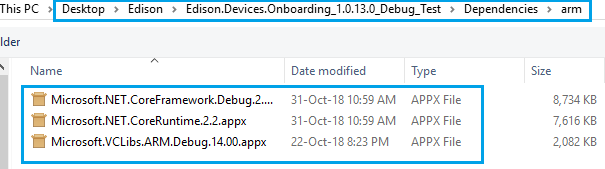 This PC > Desktop > Edison > Edison.Devices.Onboarding_1.0.13.0_Debug_Test > Dependencies > arm
older
Name Date modified Type Size
Microsoft.NET.CoreFramework.Debug.2.... 31-Oct-18 10:59 AM APPX File 8,734 KB
Microsoft.NET.CoreRuntime.2.2.appx 31-Oct-18 10:59 AM APPX File 7,616 KB
Microsoft.VCLibs.ARM.Debug.14.00.appx 22-Oct-18 8:23 PM APPX File 2,082 KB